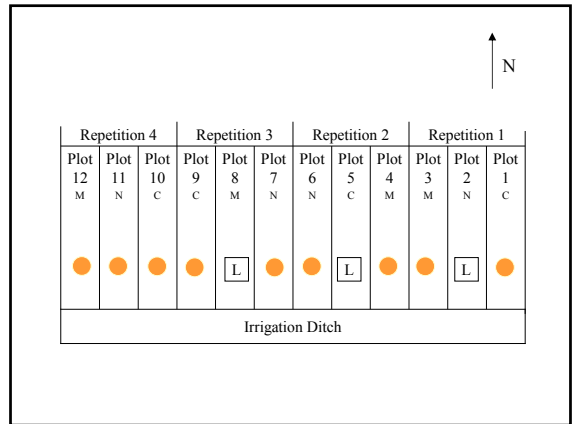 N
Repetition 4 Repetition 3 Repetition 2 Repetition 1
Plot Plot Plot Plot Plot Plot Plot Plot Plot Plot Plot Plot
12 11 10 9 8 7 6 5 4 3 2 1
M N C C M N N C M M N C
L L L
Irrigation Ditch